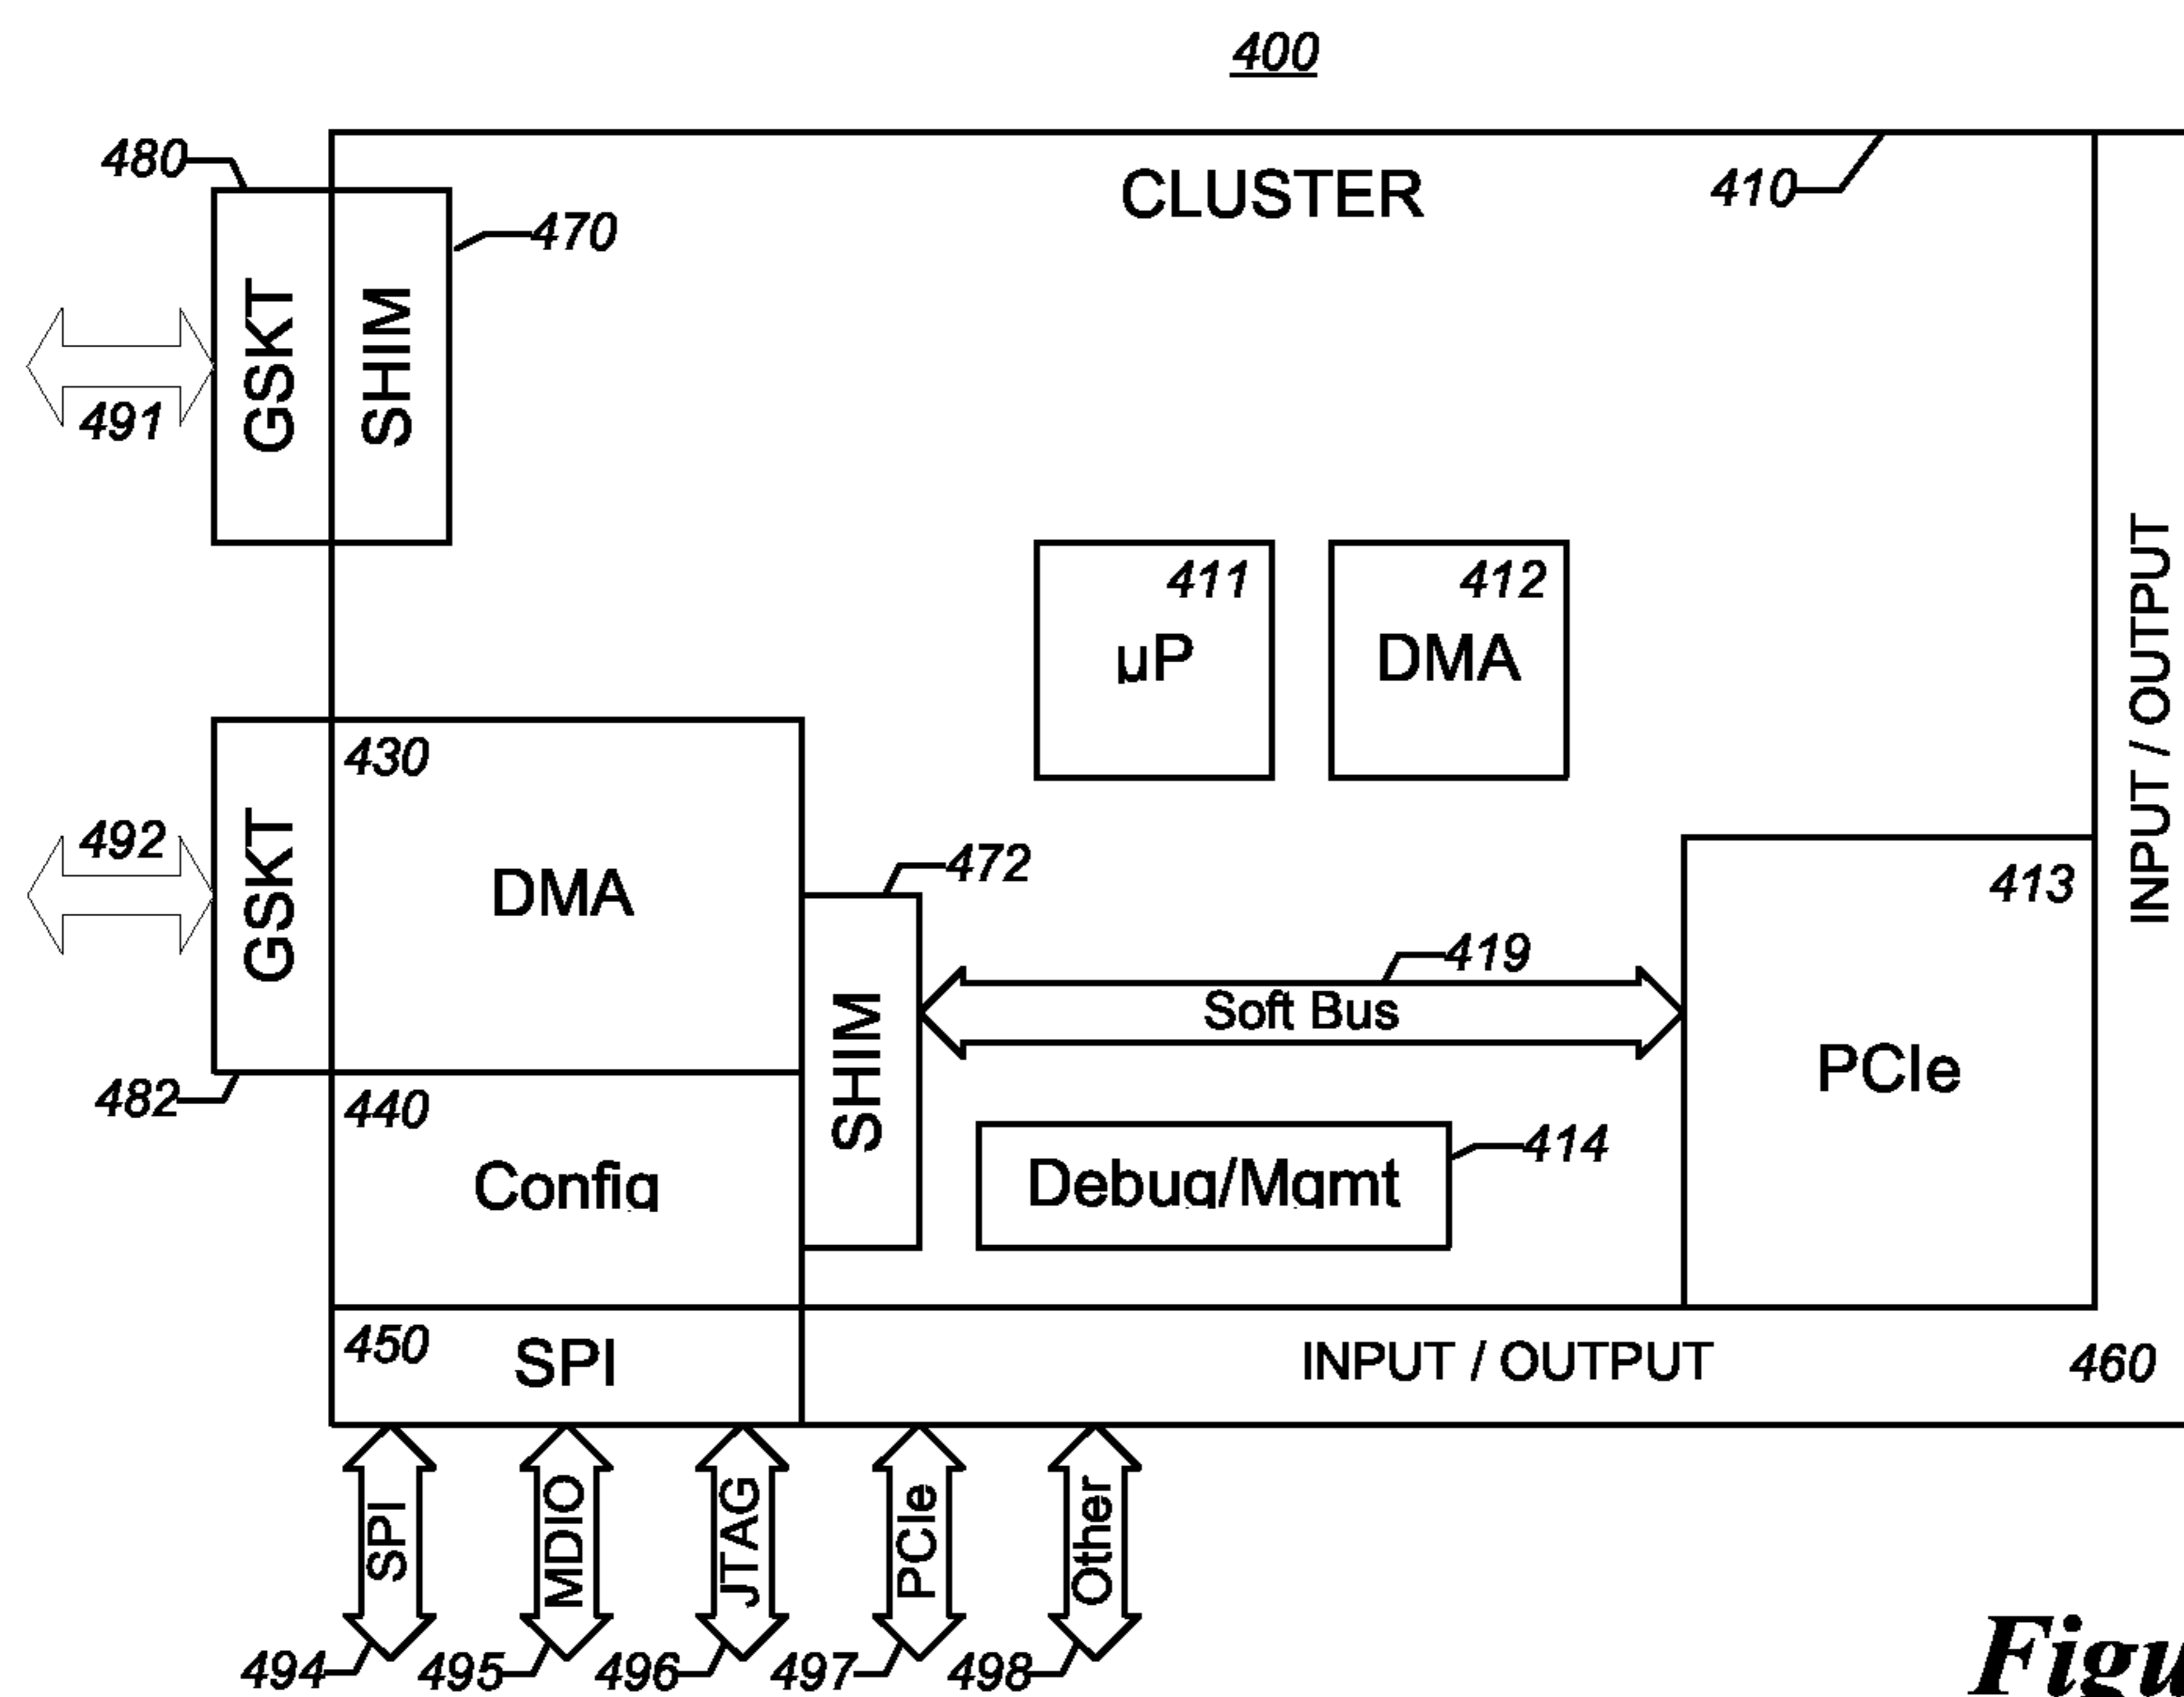 400
480
CLUSTER
410
470
GSKT
SHIM
491
411
µP
412
DMA
INPUT / OUTPUT
430
DMA
492
GSKT
472
413
419
Soft Bus
PCIe
SHIM
482
440
Config
Debug/Mgmt
414
450
SPI
INPUT / OUTPUT
460
SPI
MDIO
JTAG
PCIe
Other
494
495
496
497
498
Figu